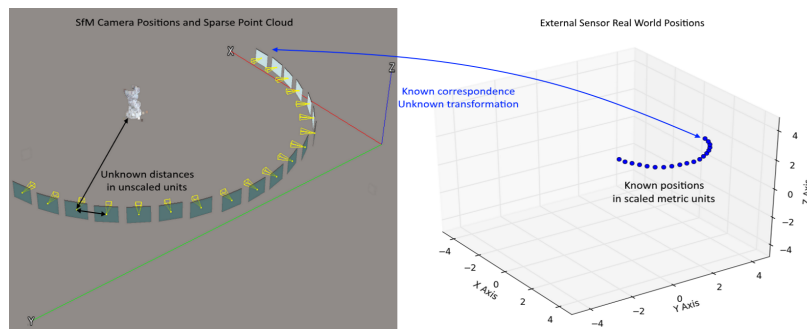 SfM Camera Positions and Sparse Point Cloud
External Sensor Real World Positions
X
Z
Known correspondence
Unknown transformation
Unknown distances
in unscaled units
Known positions
in scaled metric units
Y
4
2
0
−2
−4
Z Axis
−4
−2
0
2
4
X Axis
−4
−2
0
2
4
Y Axis